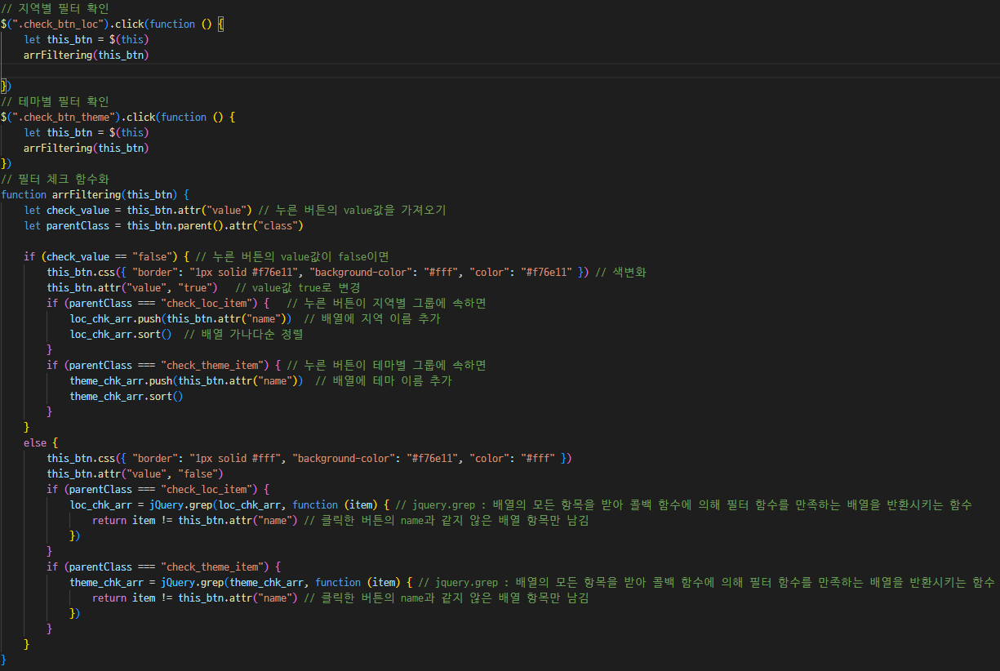 // 지역별 필터 확인
$(".check_btn_loc").click(function () {
    let this_btn = $(this)
    arrFiltering(this_btn)

})
// 테마별 필터 확인
$(".check_btn_theme").click(function () {
    let this_btn = $(this)
    arrFiltering(this_btn)
})
// 필터 체크 함수화
function arrFiltering(this_btn) {
    let check_value = this_btn.attr("value") // 누른 버튼의 value값을 가져오기
    let parentClass = this_btn.parent().attr("class")

    if (check_value == "false") { // 누른 버튼의 value값이 false이면
        this_btn.css({ "border": "1px solid #f76e11", "background-color": "#fff", "color": "#f76e11" }) // 색변화
        this_btn.attr("value", "true")   // value값 true로 변경
        if (parentClass === "check_loc_item") {   // 누른 버튼이 지역별 그룹에 속하면
            loc_chk_arr.push(this_btn.attr("name"))  // 배열에 지역 이름 추가
            loc_chk_arr.sort()  // 배열 가나다순 정렬
        }
        if (parentClass === "check_theme_item") { // 누른 버튼이 테마별 그룹에 속하면
            theme_chk_arr.push(this_btn.attr("name"))  // 배열에 테마 이름 추가
            theme_chk_arr.sort()
        }
    }
    else {
        this_btn.css({ "border": "1px solid #fff", "background-color": "#f76e11", "color": "#fff" })
        this_btn.attr("value", "false")
        if (parentClass === "check_loc_item") {
            loc_chk_arr = jQuery.grep(loc_chk_arr, function (item) { // jquery.grep : 배열의 모든 항목을 받아 콜백 함수에 의해 필터 함수를 만족하는 배열을 반환시키는 함수
                return item != this_btn.attr("name") // 클릭한 버튼의 name과 같지 않은 배열 항목만 남김
            })
        }
        if (parentClass === "check_theme_item") {
            theme_chk_arr = jQuery.grep(theme_chk_arr, function (item) { // jquery.grep : 배열의 모든 항목을 받아 콜백 함수에 의해 필터 함수를 만족하는 배열을 반환시키는 함수
                return item != this_btn.attr("name") // 클릭한 버튼의 name과 같지 않은 배열 항목만 남김
            })
        }
    }
}